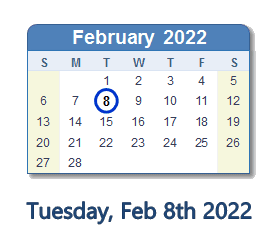 February 2022
S M T W T F S
1 2 3 4 5
6 7 8 9 10 11 12
13 14 15 16 17 18 19
20 21 22 23 24 25 26
27 28
Tuesday, Feb 8th 2022